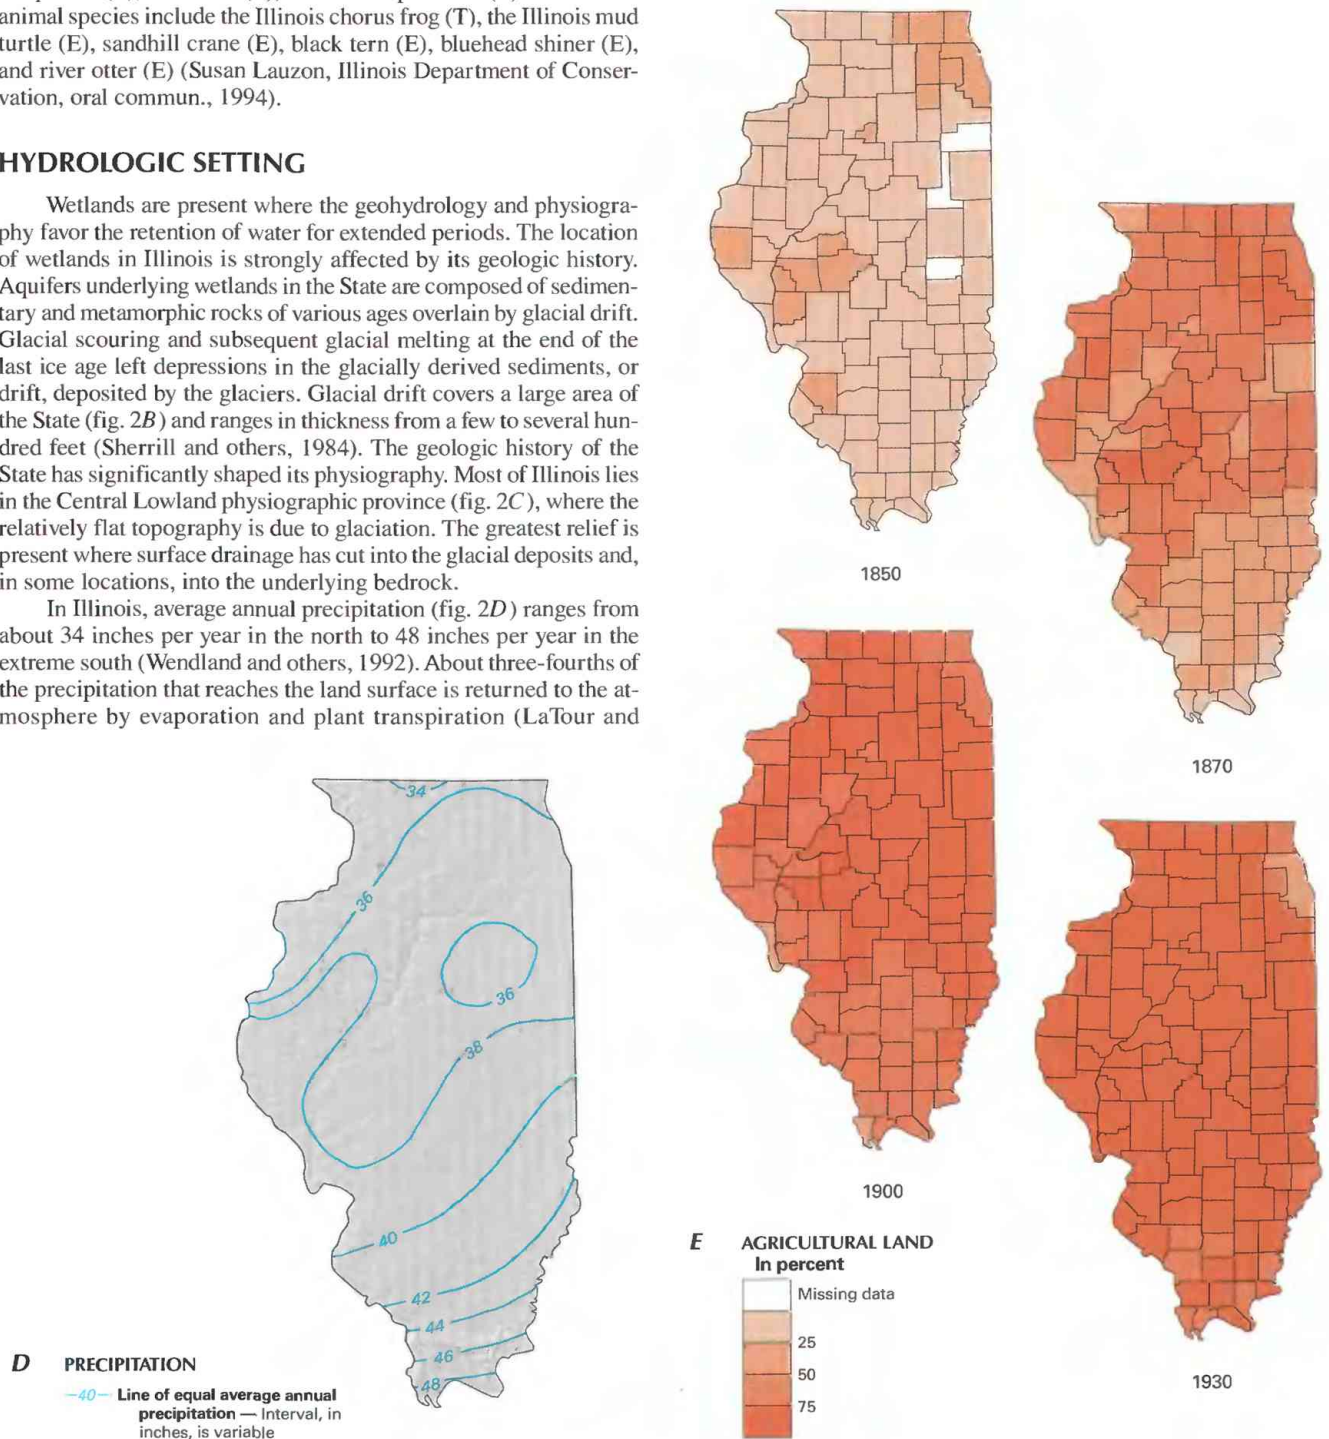 animal species include the Illinois chorus frog (T), the Illinois mud
turtle (E), sandhill crane (E), black tern (E), bluehead shiner (E),
and river otter (E) (Susan Lauzon, Illinois Department of Conser-
vation, oral commun., 1994).
HYDROLOGIC SETTING
Wetlands are present where the geohydrology and physiogra-
phy favor the retention of water for extended periods. The location
of wetlands in Illinois is strongly affected by its geologic history.
Aquifers underlying wetlands in the State are composed of sedimen-
tary and metamorphic rocks of various ages overlain by glacial drift.
Glacial scouring and subsequent glacial melting at the end of the
last ice age left depressions in the glacially derived sediments, or
drift, deposited by the glaciers. Glacial drift covers a large area of
the State (fig. 2B) and ranges in thickness from a few to several hun-
dred feet (Sherrill and others, 1984). The geologic history of the
State has significantly shaped its physiography. Most of Illinois lies
in the Central Lowland physiographic province (fig. 2C), where the
relatively flat topography is due to glaciation. The greatest relief is
present where surface drainage has cut into the glacial deposits and,
in some locations, into the underlying bedrock.
In Illinois, average annual precipitation (fig. 2D) ranges from
about 34 inches per year in the north to 48 inches per year in the
extreme south (Wendland and others, 1992). About three-fourths of
the precipitation that reaches the land surface is returned to the at-
mosphere by evaporation and plant transpiration (LaTour and
34
36
36
38
40
42
44
46
48
D PRECIPITATION
—40— Line of equal average annual
precipitation — Interval, in
inches, is variable
1850
1870
1900
1930
E AGRICULTURAL LAND
In percent
Missing data
25
50
75